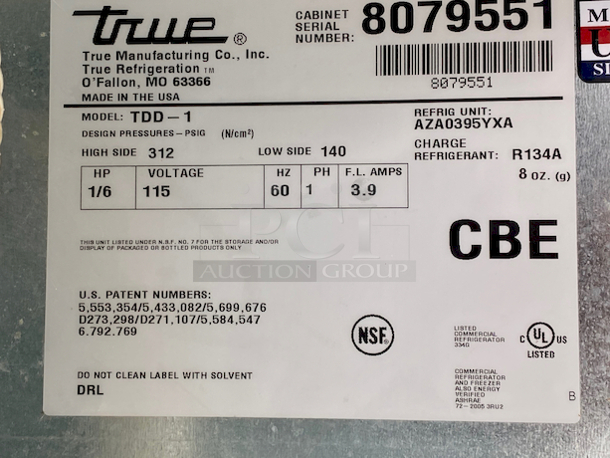 true®
True Manufacturing Co., Inc.
True Refrigeration TM
O'Fallon, MO 63366
MADE IN THE USA
CABINET
SERIAL
NUMBER: 8079551
8079551
MODEL: TDD-1
DESIGN PRESSURES-PSIG (N/cm²)
HIGH SIDE 312 LOW SIDE 140
REFRIG UNIT:
AZA0395YXA
CHARGE
REFRIGERANT: R134A
8 OZ. (g)
HP VOLTAGE HZ PH F.L. AMPS
1/6 115 60 1 3.9
THIS UNIT LISTED UNDER N.S.F. NO. 7 FOR THE STORAGE AND/OR
DISPLAY OF PACKAGED OR BOTTLED PRODUCTS ONLY
CBE
PCI
AUCTION GROUP
U.S. PATENT NUMBERS:
5,553,354/5,433,082/5,699,676
D273,298/D271,107/5,584,547
6.792.769
NSF®
LISTED
COMMERCIAL
REFRIGERATOR
334G
C UL US
LISTED
DO NOT CLEAN LABEL WITH SOLVENT
DRL
COMMERCIAL
REFRIGERATOR
AND FREEZER
ALSO ENERGY
VERIFIED
ASHRAE
72-2005 3RU2
B